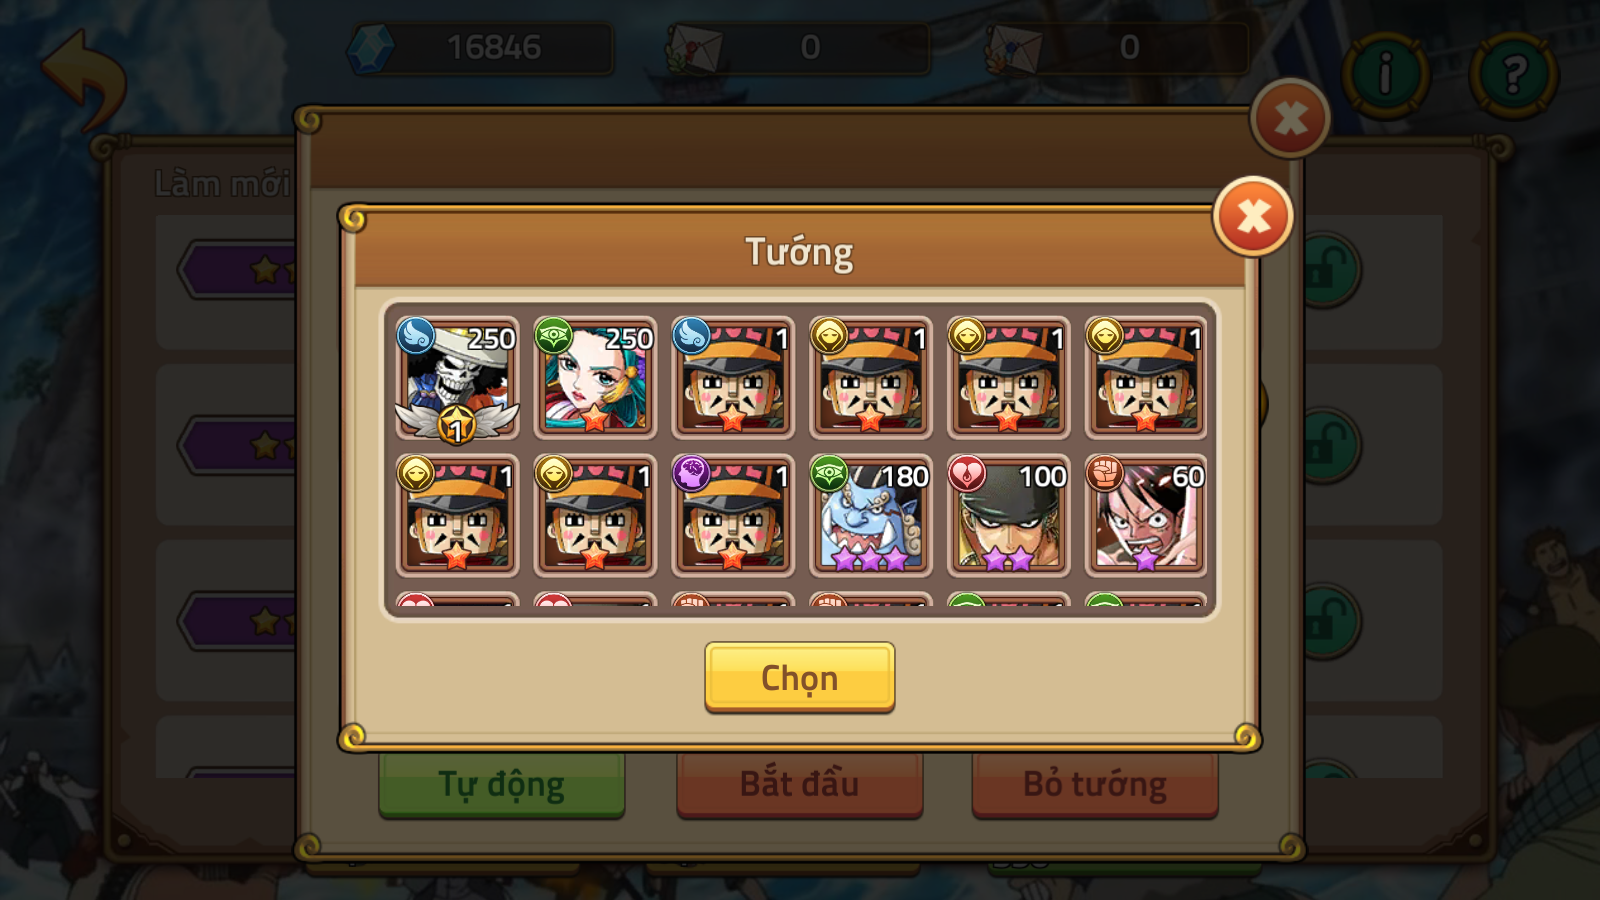 16846 0 0
Làm mới
Tướng
250 250 1 1 1 1
1
1 1 1 180 100 60
Chọn
Tự động Bắt đầu Bỏ tướng